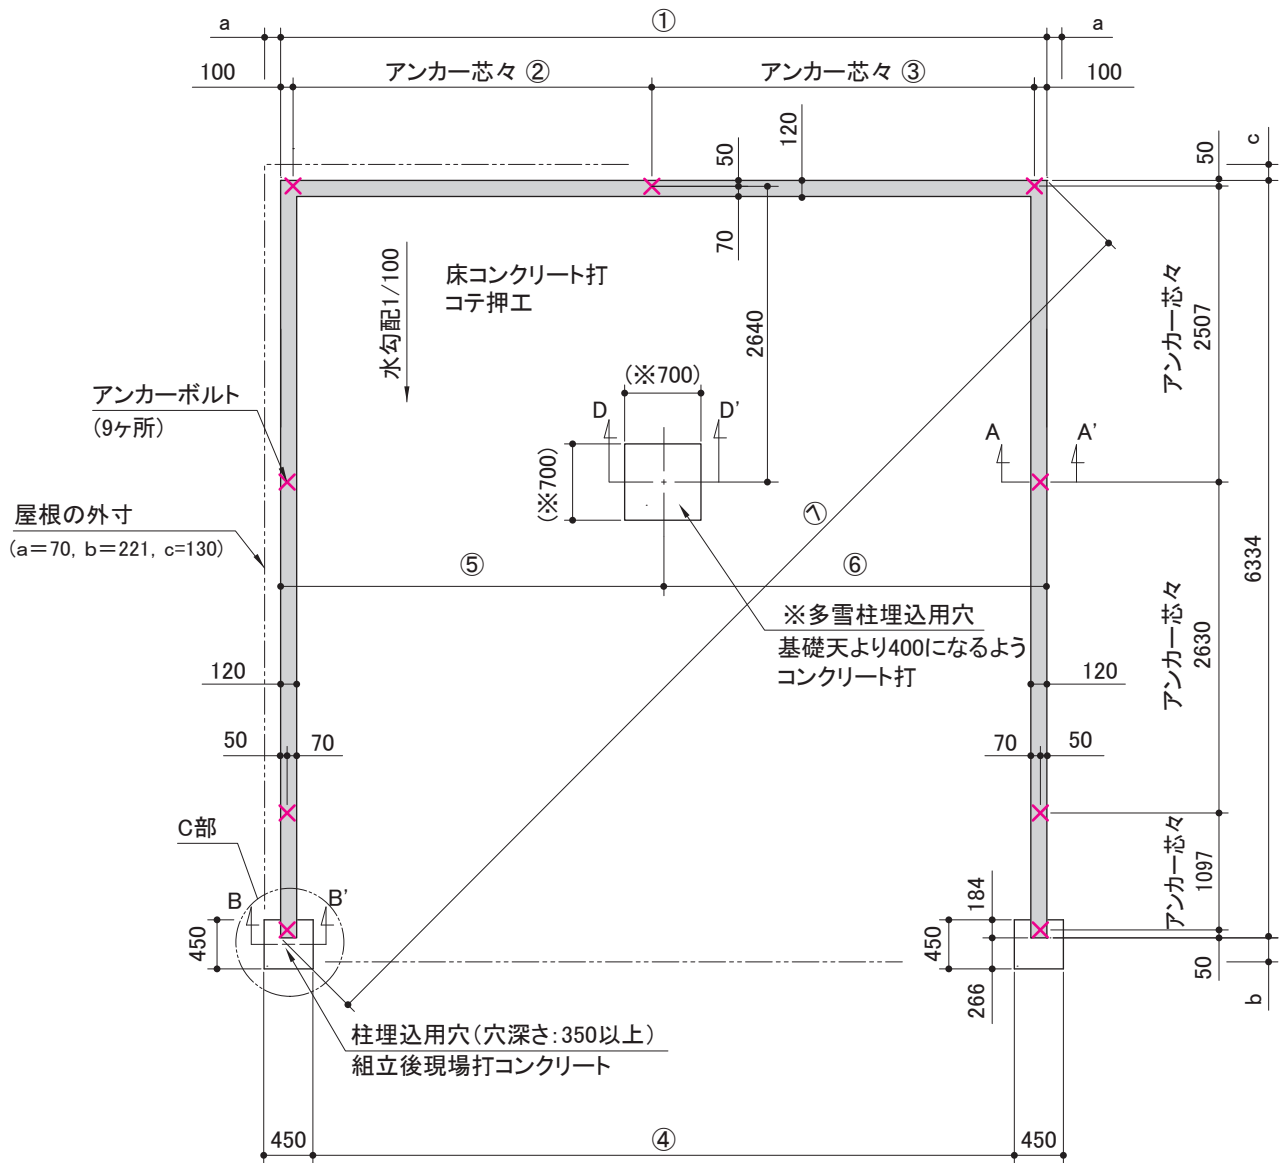 a
①
a
100
アンカー芯々 ②
アンカー芯々 ③
100
c
50
120
50
70
水勾配1/100
床コンクリート打
コテ押工
2640
アンカー芯々
2507
アンカーボルト
(9ヶ所)
(※700)
D
D'
A
A'
(※700)
屋根の外寸
(a=70, b=221, c=130)
⑦
⑤
⑥
6334
※多雪柱埋込用穴
基礎天より400になるよう
コンクリート打
アンカー芯々
2630
120
120
50
70
70
50
C部
アンカー芯々
1097
B
B'
184
450
450
266
50
b
柱埋込用穴(穴深さ:350以上)
組立後現場打コンクリート
450
④
450